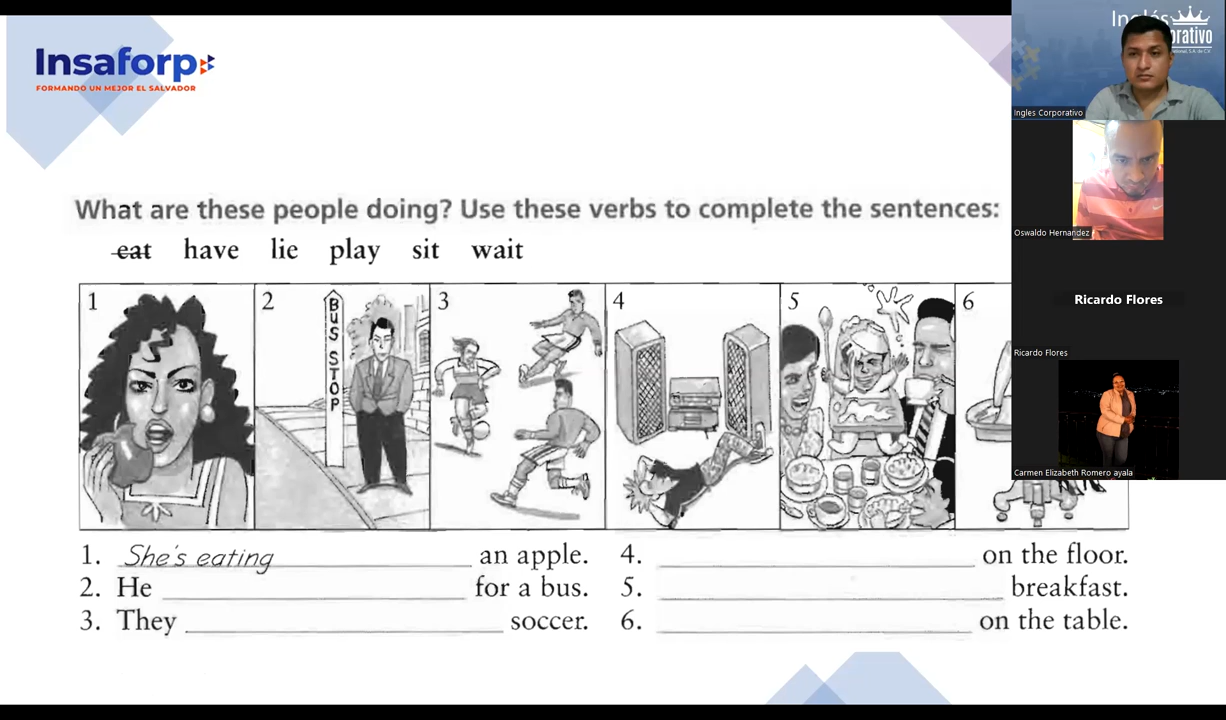 Insaforp
FORMANDO UN MEJOR EL SALVADOR
What are these people doing? Use these verbs to complete the sentences:
eat have lie play sit wait
1 2 3 4 5 6
BUS STOP
1. She's eating an apple.
2. He for a bus.
3. They soccer.
4. on the floor.
5. breakfast.
6. on the table.
Ingles Corporativo
Oswaldo Hernandez
Ricardo Flores
Ricardo Flores
Carmen Elizabeth Romero ayala